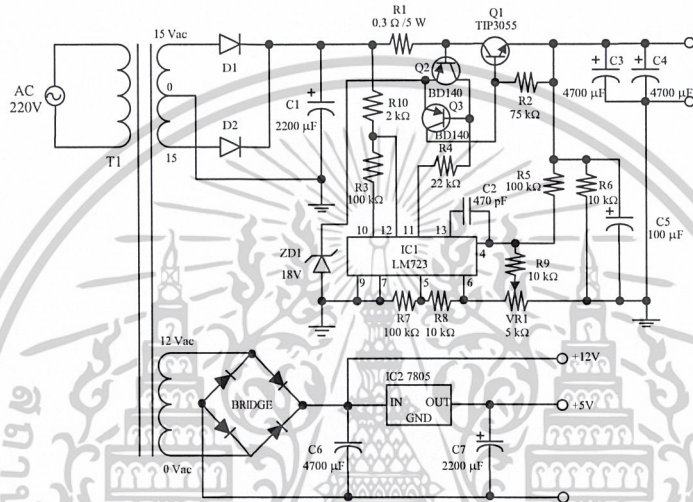 R1
0.3 Ω /5 W
Q1
TIP3055
15 Vac
D1
0
D2
15
AC
220V
T1
C1
2200 µF
R10
2 kΩ
R3
100 kΩ
Q2
BD140
Q3
BD140
R4
22 kΩ
R2
75 kΩ
C3
4700 µF
C4
4700 µF
C2
470 pF
R5
100 kΩ
R6
10 kΩ
C5
100 µF
10
12
11
13
IC1
LM723
4
9
7
5
6
ZD1
18V
R9
10 kΩ
R7
100 kΩ
R8
10 kΩ
VR1
5 kΩ
12 Vac
BRIDGE
0 Vac
IC2 7805
IN
OUT
GND
+12V
+5V
C6
4700 µF
C7
2200 µF